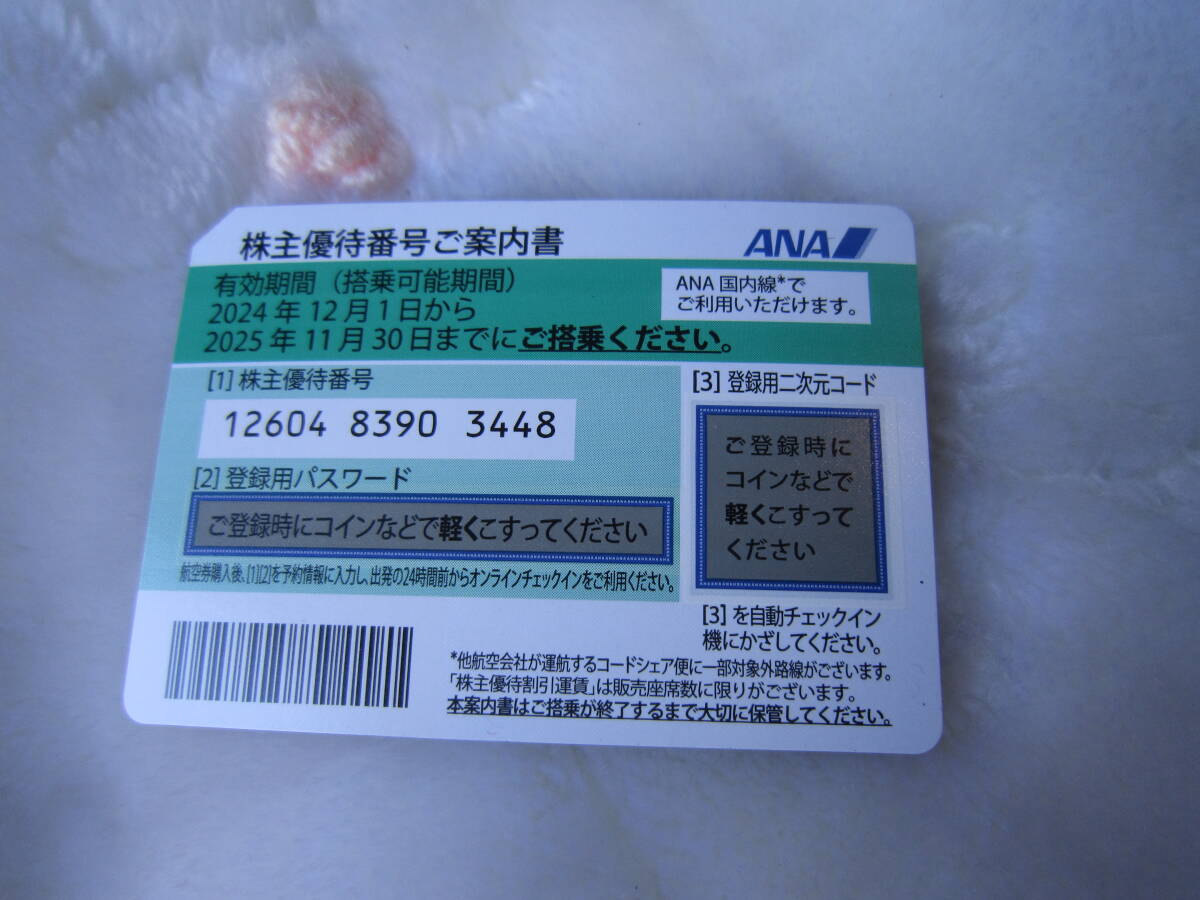 株主優待番号ご案内書
ANA
有効期間（搭乗可能期間）
2024年12月1日から
2025年11月30日までにご搭乗ください。
ANA国内線*で
ご利用いただけます。
[1] 株主優待番号
12604 8390 3448
[2] 登録用パスワード
ご登録時にコインなどで軽くこすってください
航空券購入後、[1][2]を予約情報に入力し、出発の24時間前からオンラインチェックインをご利用ください。
[3] 登録用二次元コード
ご登録時に
コインなどで
軽くこすって
ください
[3] を自動チェックイン
機にかざしてください。
*他航空会社が運航するコードシェア便に一部対象外路線がございます。
「株主優待割引運賃」は販売座席数に限りがございます。
本案内書はご搭乗が終了するまで大切に保管してください。